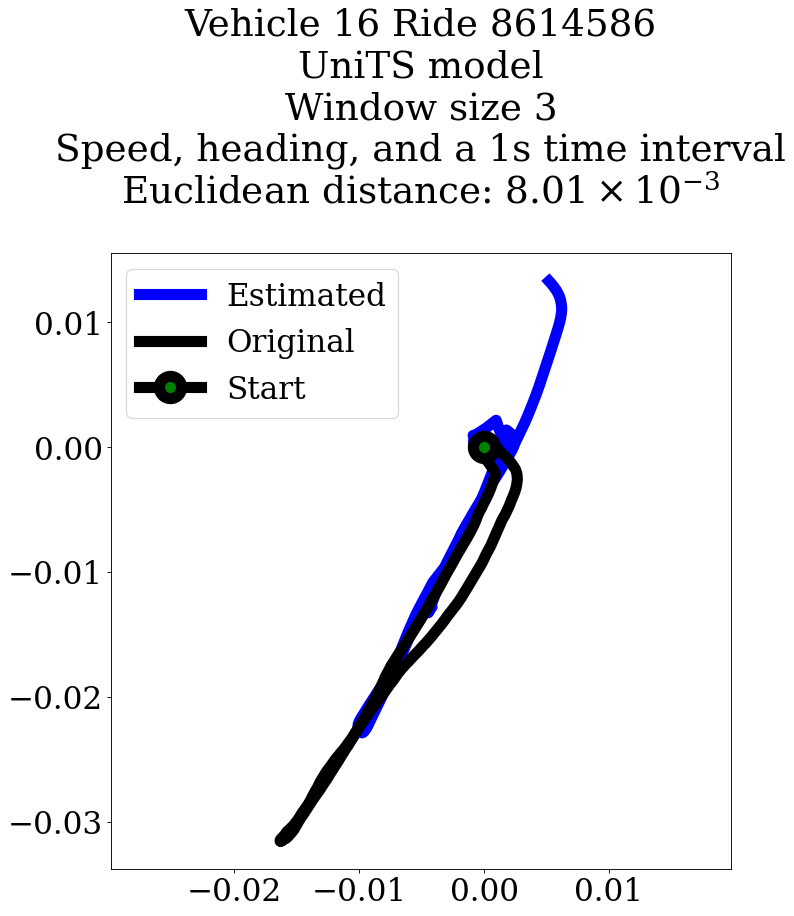 Vehicle 16 Ride 8614586
UniTS model
Window size 3
Speed, heading, and a 1s time interval
Euclidean distance: 8.01 × 10⁻³
Estimated
Original
Start
0.01
0.00
−0.01
−0.02
−0.03
−0.02 −0.01 0.00 0.01